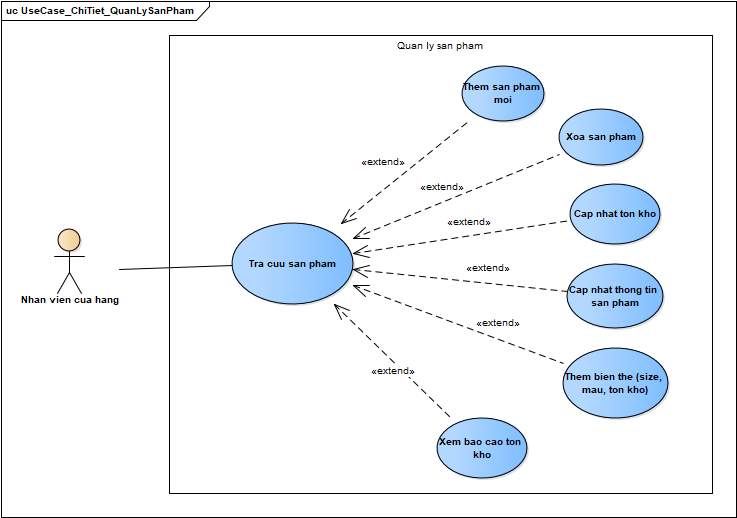 uc UseCase_ChiTiet_QuanLySanPham
Quan ly san pham
Them san pham
moi
Xoa san pham
«extend»
«extend»
Cap nhat ton kho
«extend»
Nhan vien cua hang
Tra cuu san pham
«extend»
Cap nhat thong tin
san pham
«extend»
Them bien the (size,
mau, ton kho)
«extend»
Xem bao cao ton
kho